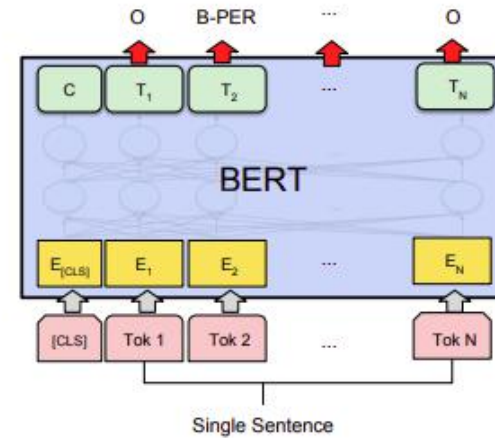 O B-PER ... O
C T1 T2 ... TN
BERT
E[CLS] E1 E2 ... EN
[CLS] Tok 1 Tok 2 ... Tok N
Single Sentence